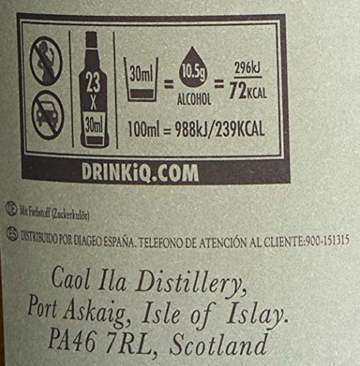 23
X
30ml
30ml = 10.5g ALCOHOL = 296kJ 72KCAL
100ml = 988kJ/239KCAL
DRINKiQ.COM
DE Mit Farbstoff (Zuckerkulör)
ES DISTRIBUIDO POR DIAGEO ESPAÑA. TELEFONO DE ATENCIÓN AL CLIENTE:900-151315
Caol Ila Distillery,
Port Askaig, Isle of Islay.
PA46 7RL, Scotland